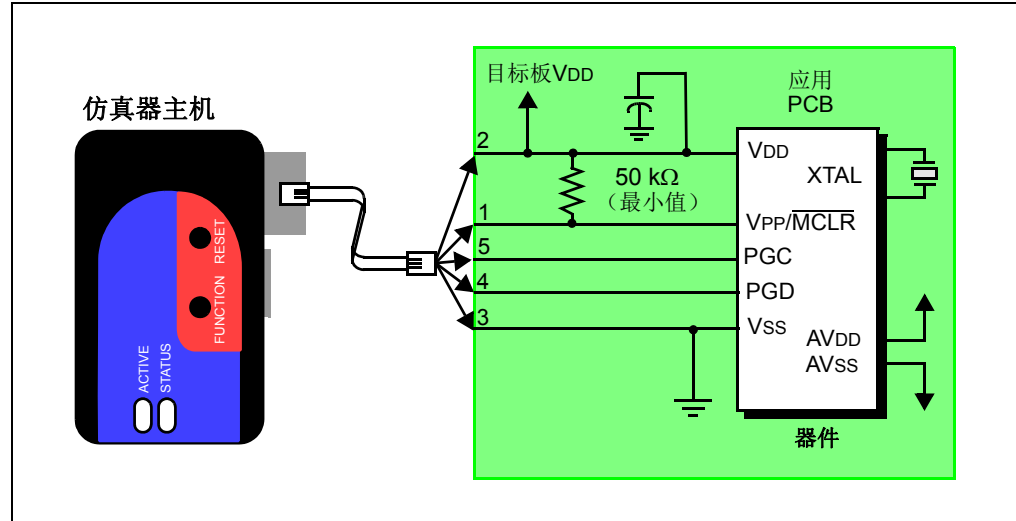 仿真器主机
FUNCTION RESET
ACTIVE
STATUS
目标板VDD
应用
PCB
2
VDD
XTAL
50 kΩ
（最小值）
1
VPP/MCLR
5
PGC
4
PGD
3
VSS
AVDD
AVSS
器件